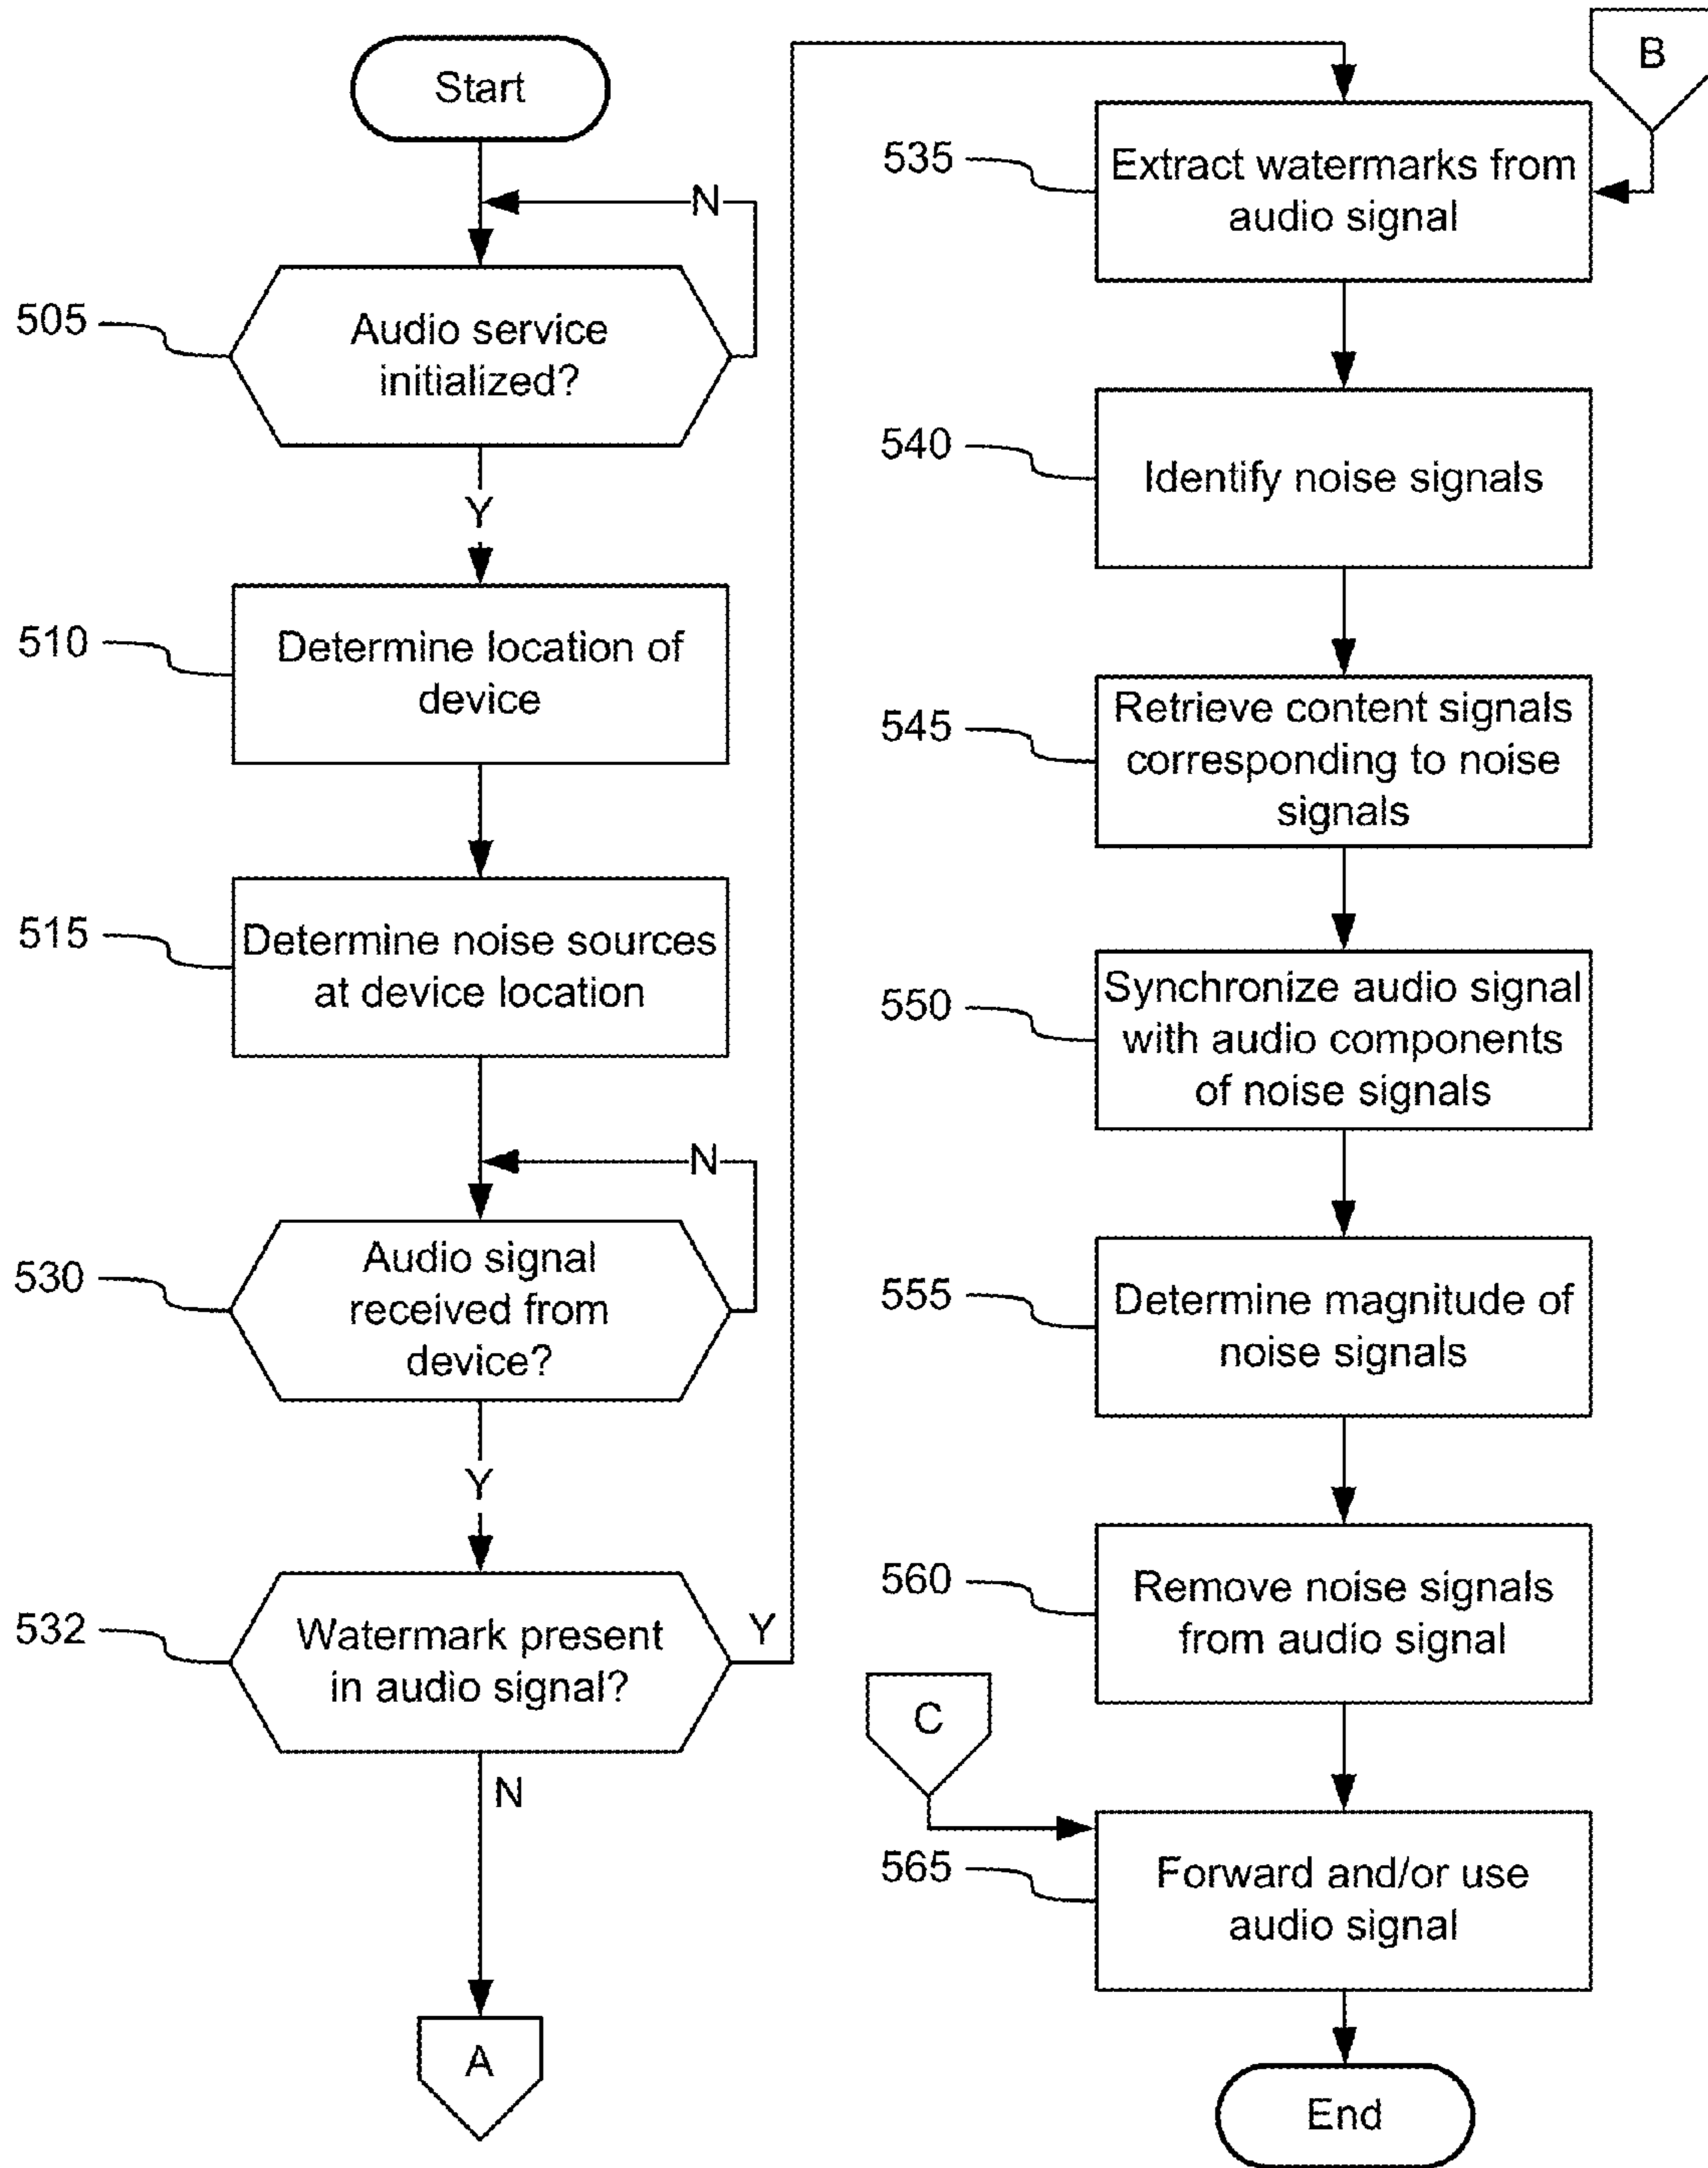 Start
N
505
Audio service
initialized?
Y
510
Determine location of
device
515
Determine noise sources
at device location
N
530
Audio signal
received from
device?
Y
532
Watermark present
in audio signal?
Y
N
A
B
535
Extract watermarks from
audio signal
540
Identify noise signals
545
Retrieve content signals
corresponding to noise
signals
550
Synchronize audio signal
with audio components
of noise signals
555
Determine magnitude of
noise signals
560
Remove noise signals
from audio signal
C
565
Forward and/or use
audio signal
End